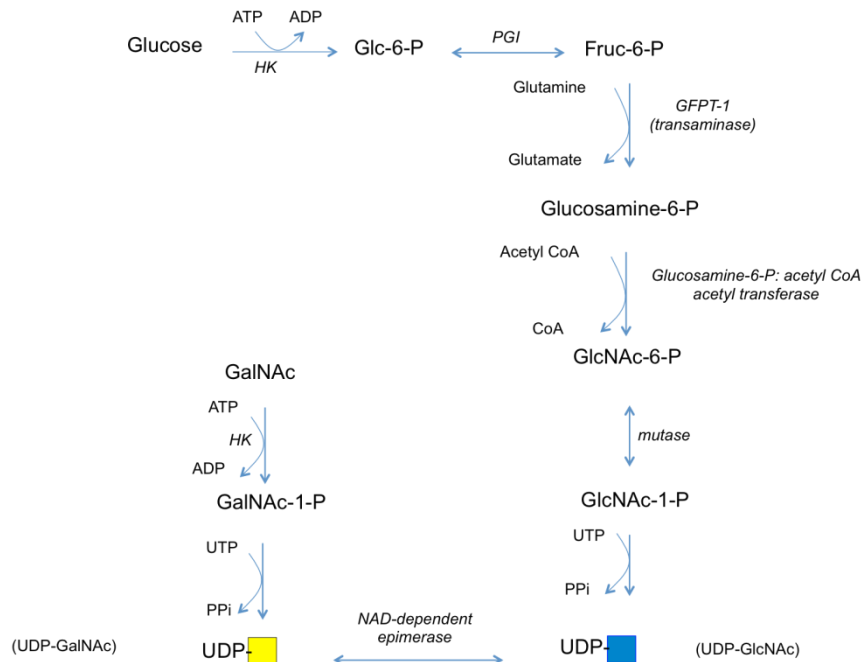 ATP ADP
Glucose Glc-6-P PGI Fruc-6-P
HK
Glutamine
GFPT-1
(transaminase)
Glutamate
Glucosamine-6-P
Acetyl CoA
Glucosamine-6-P: acetyl CoA
acetyl transferase
CoA
GlcNAc-6-P
GalNAc
ATP
HK
mutase
ADP
GalNAc-1-P GlcNAc-1-P
UTP UTP
PPi PPi
NAD-dependent
epimerase
(UDP-GalNAc) UDP- UDP- (UDP-GlcNAc)